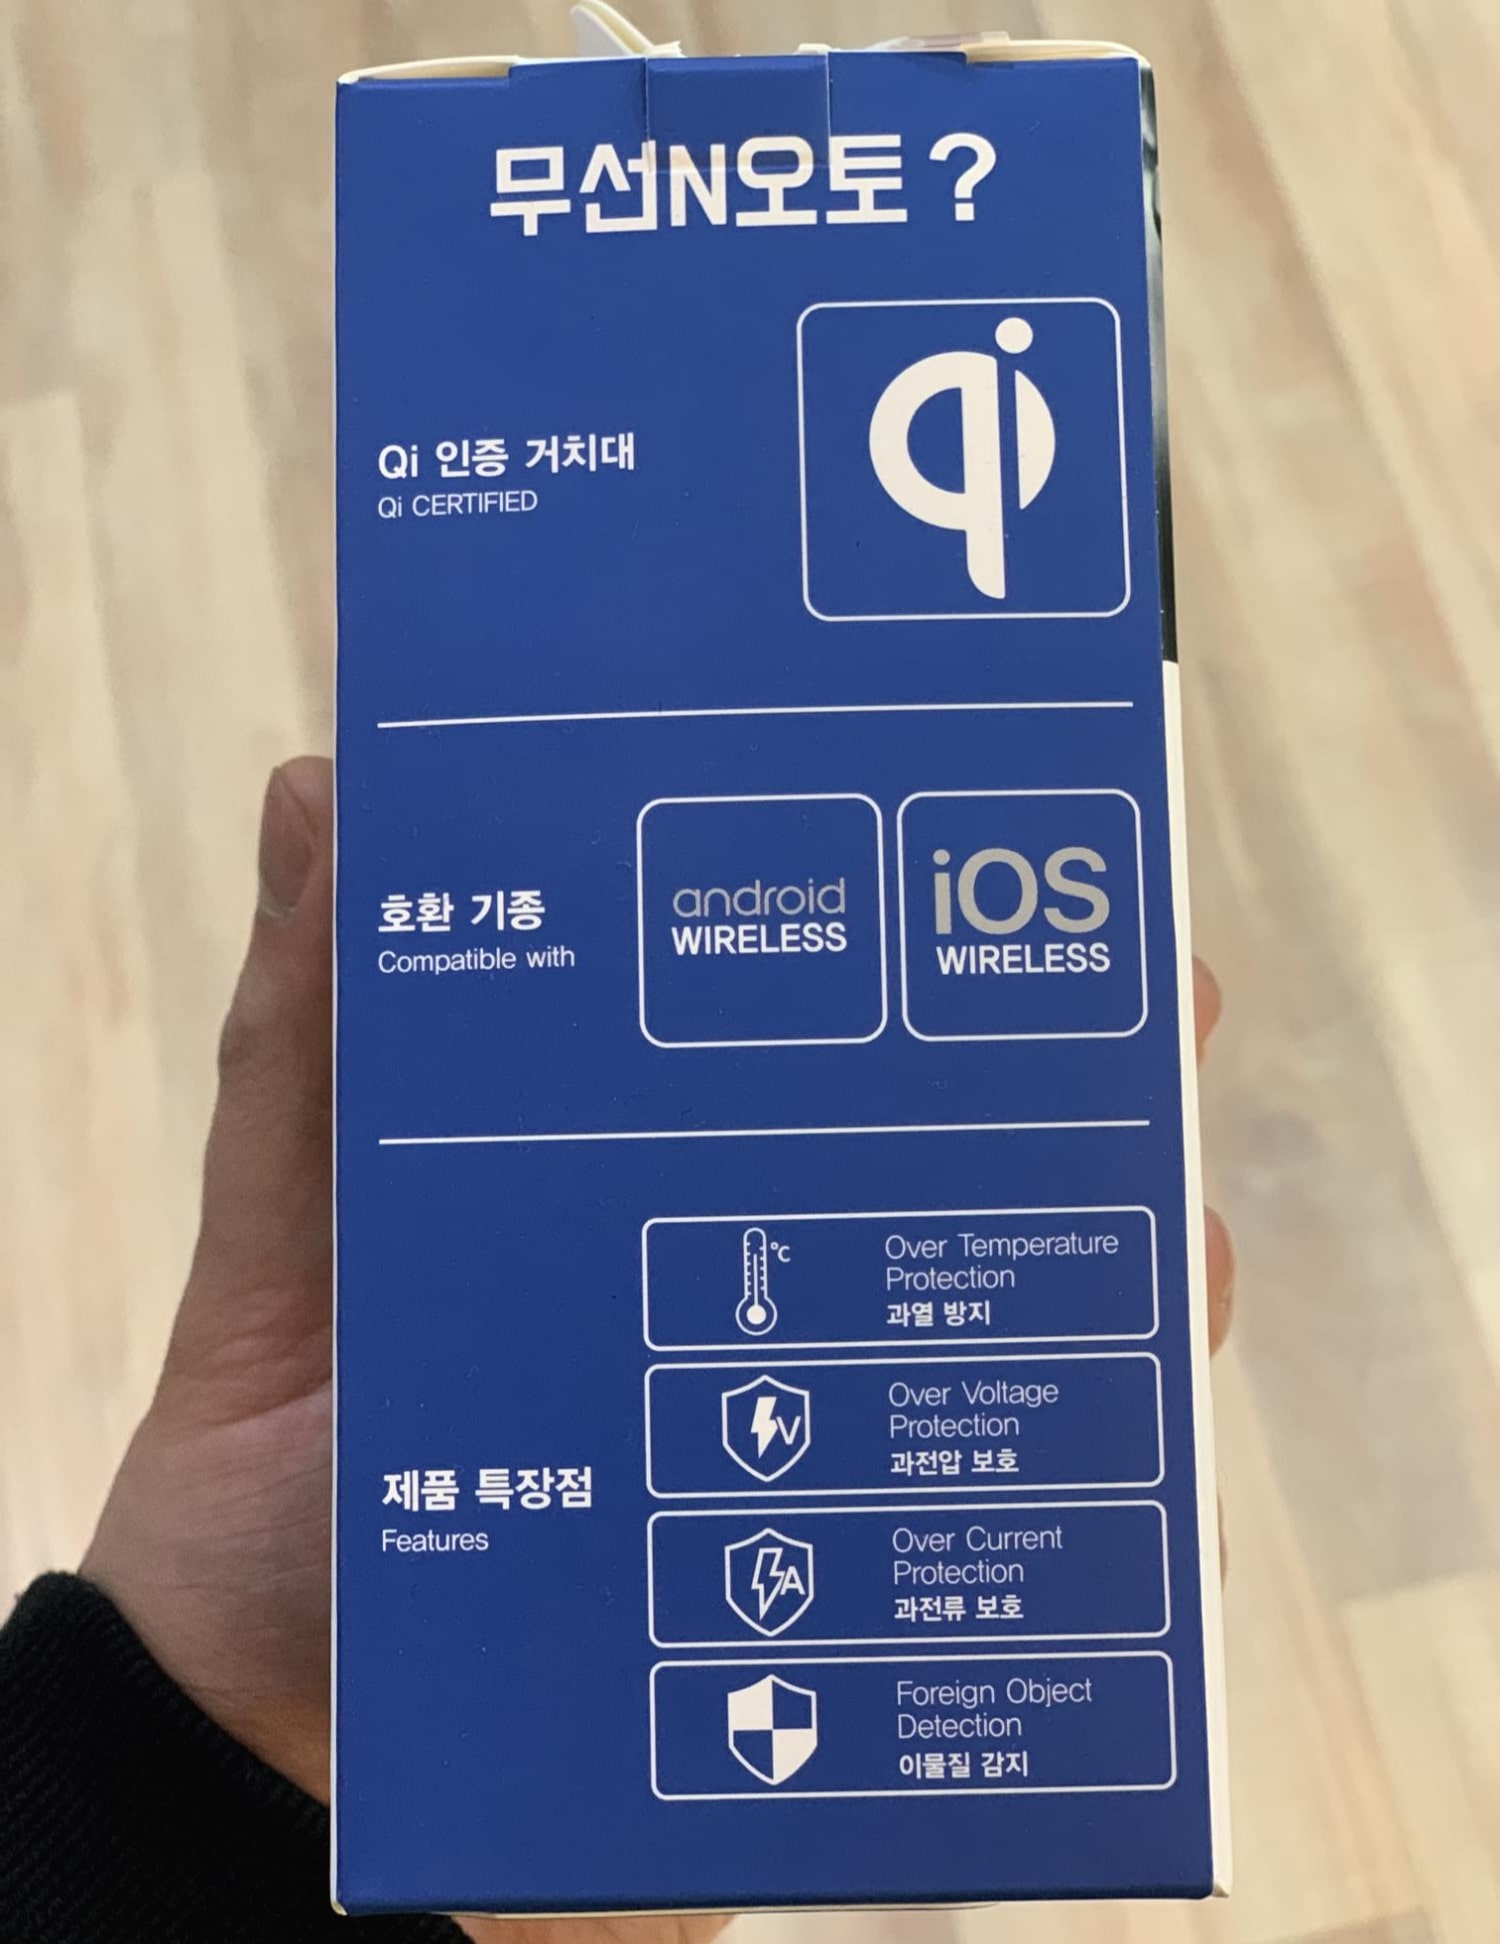 무선N오토?
qi
Qi 인증 거치대
Qi CERTIFIED
호환 기종
Compatible with
android
WIRELESS
iOS
WIRELESS
제품 특장점
Features
°C
Over Temperature
Protection
과열 방지
V
Over Voltage
Protection
과전압 보호
A
Over Current
Protection
과전류 보호
Foreign Object
Detection
이물질 감지